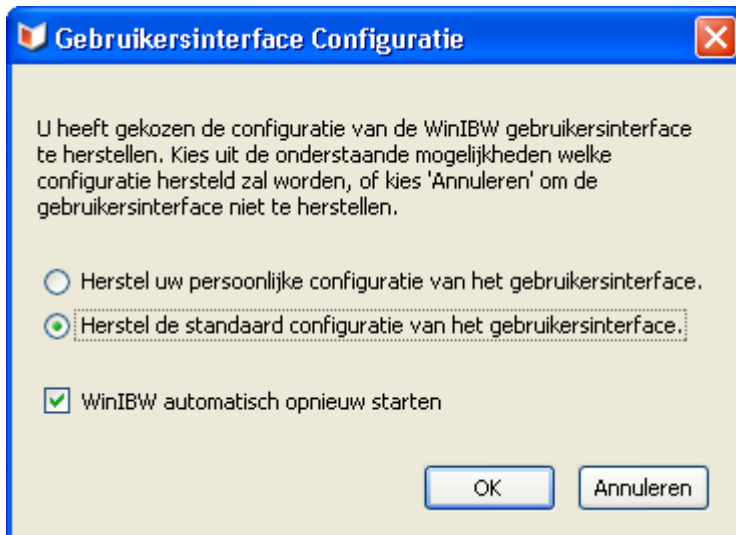 Gebruikersinterface Configuratie
U heeft gekozen de configuratie van de WinIBW gebruikersinterface
te herstellen. Kies uit de onderstaande mogelijkheden welke
configuratie hersteld zal worden, of kies 'Annuleren' om de
gebruikersinterface niet te herstellen.
Herstel uw persoonlijke configuratie van het gebruikersinterface.
Herstel de standaard configuratie van het gebruikersinterface.
WinIBW automatisch opnieuw starten
OK Annuleren